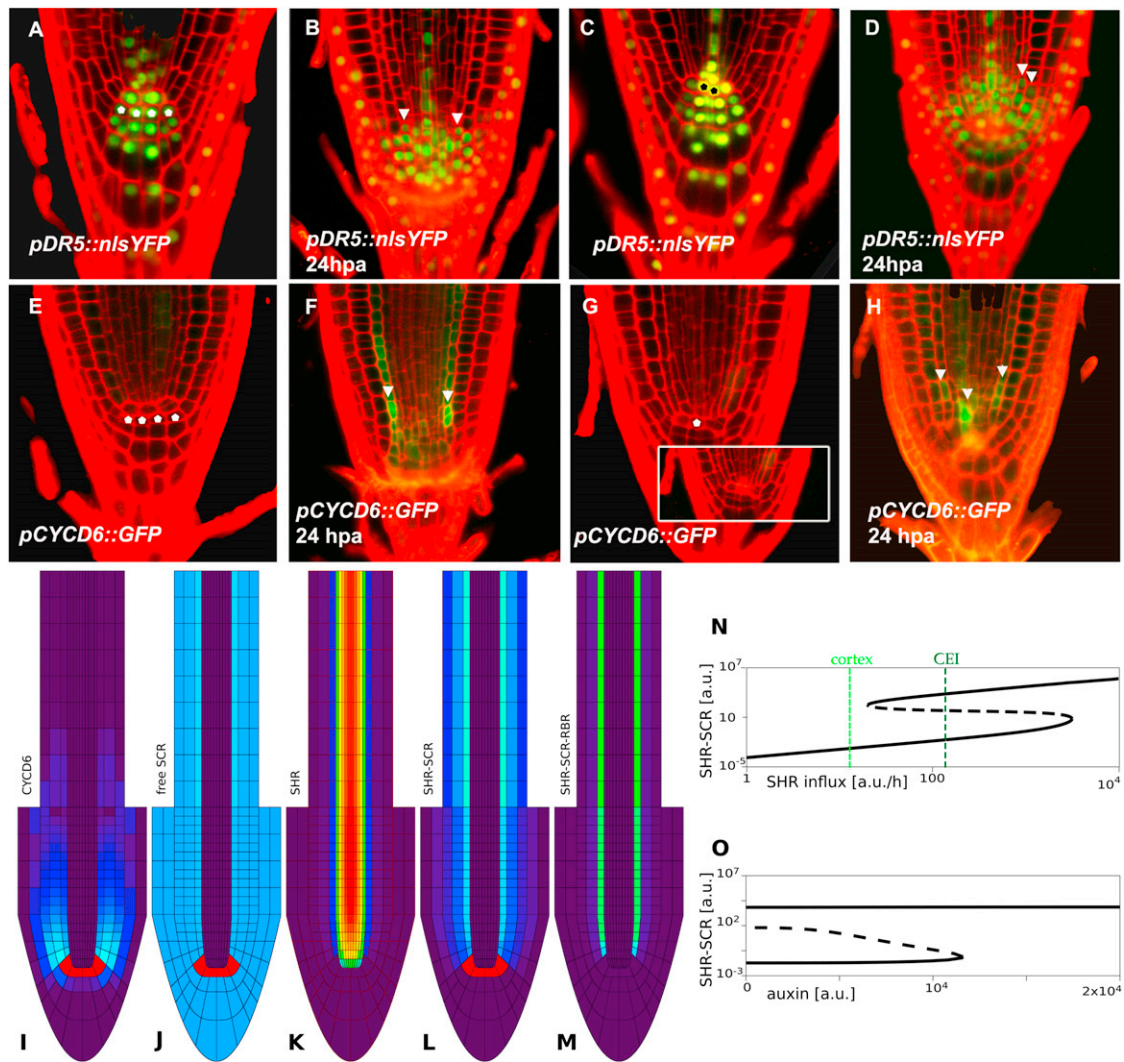 A
B
C
D
pDR5::nlsYFP
pDR5::nlsYFP
24hpa
pDR5::nlsYFP
pDR5::nlsYFP
24hpa
E
F
G
H
pCYCD6::GFP
pCYCD6::GFP
24 hpa
pCYCD6::GFP
pCYCD6::GFP
24 hpa
CYCD6
free SCR
SHR
SHR-SCR
SHR-SCR-RBR
I
J
K
L
M
N
cortex
CEI
SHR-SCR [a.u.]
10^7
10
10^-5
1
SHR influx [a.u./h]
100
10^4
O
SHR-SCR [a.u.]
10^7
10^2
10^-3
0
auxin [a.u.]
10^4
2x10^4